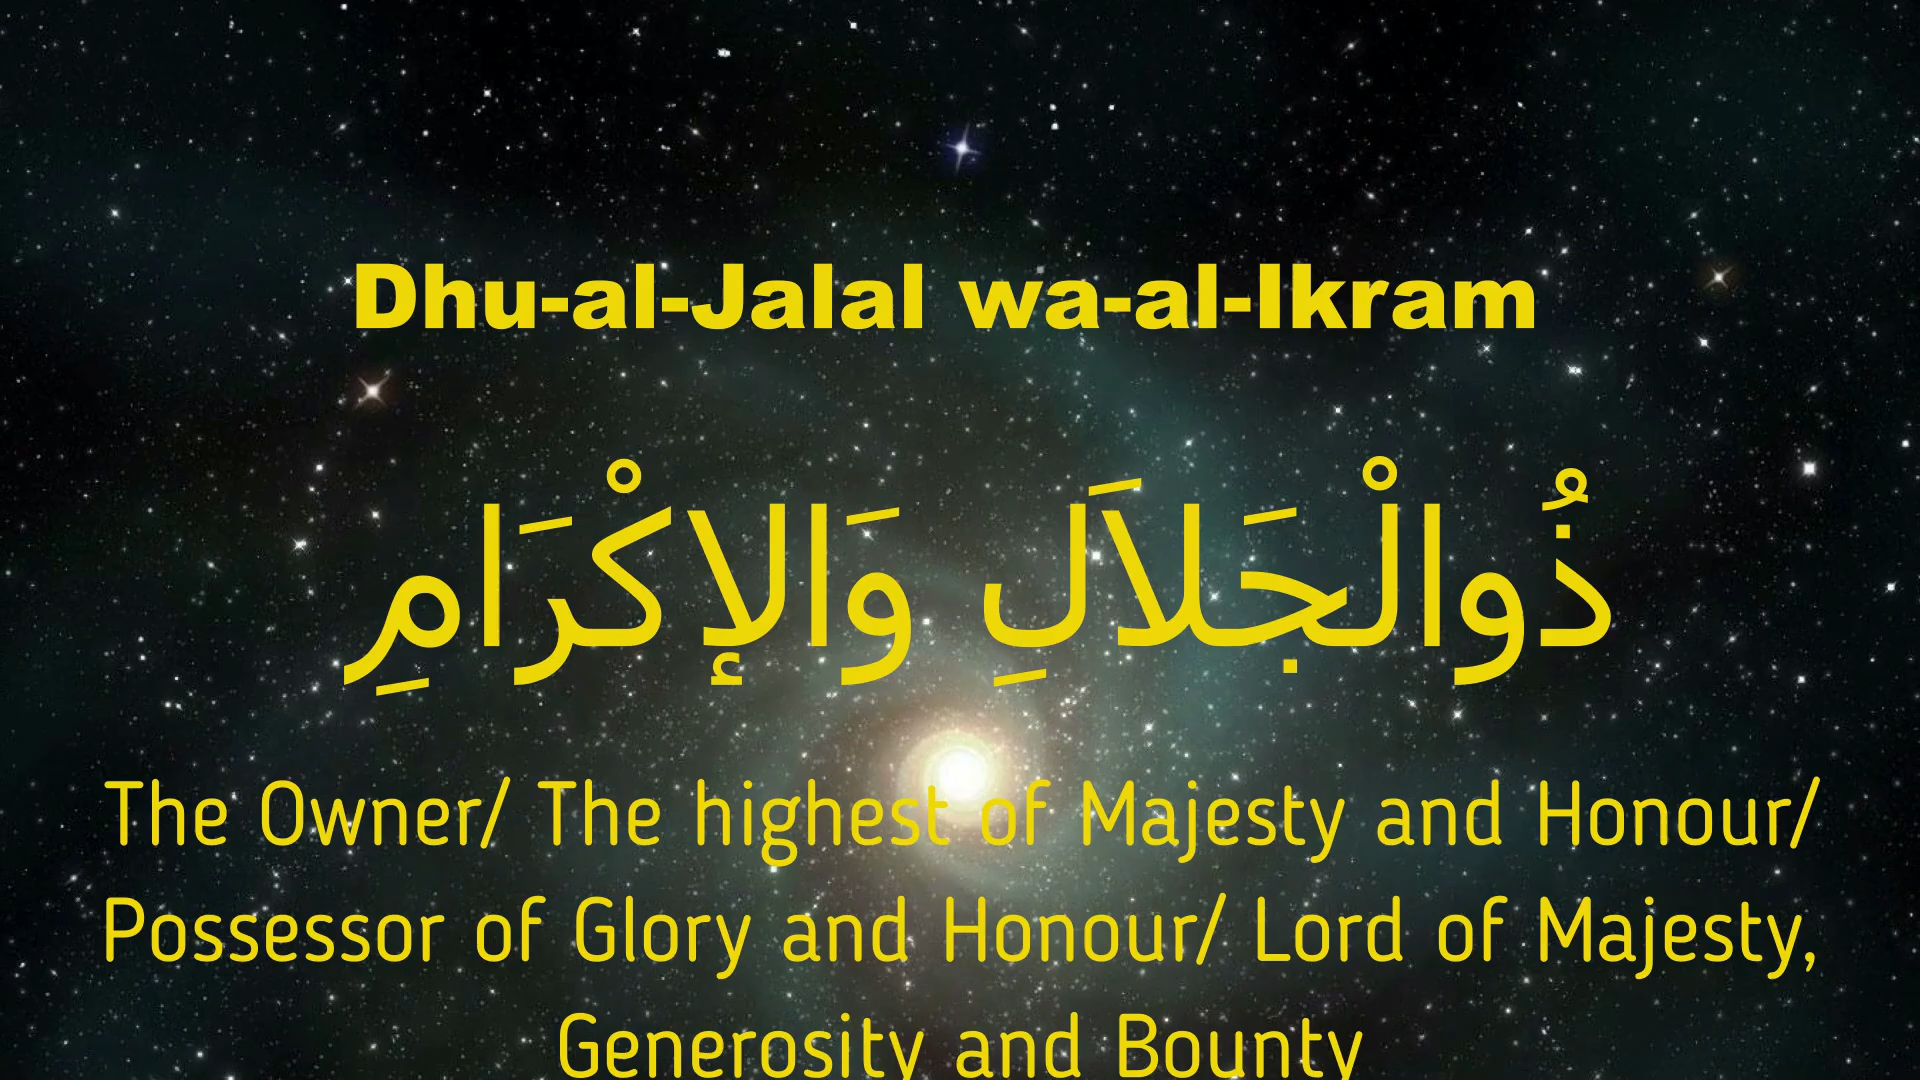 Dhu-al-Jalal wa-al-Ikram
ذُوالْجَلاَلِ وَالإكْرَامِ
The Owner/ The highest of Majesty and Honour/
Possessor of Glory and Honour/ Lord of Majesty,
Generosity and Bounty